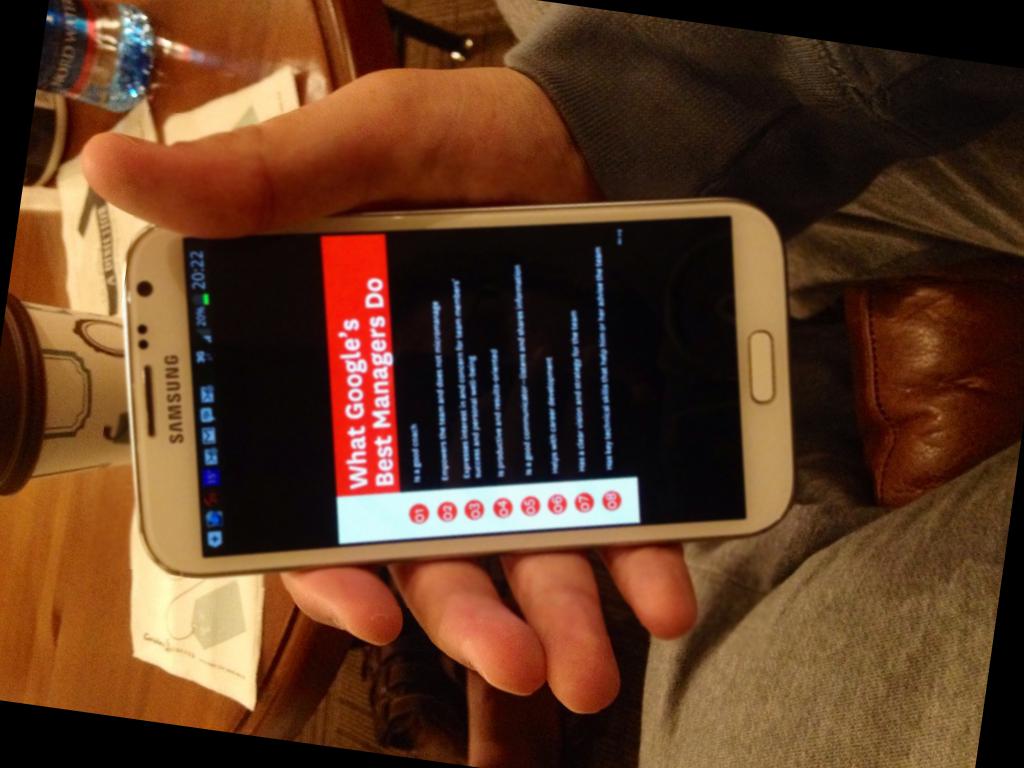 SAMSUNG
3G 20% 20:22
What Google's
Best Managers Do
01 Is a good coach
02 Empowers the team and does not micromanage
03 Expresses interest in and concern for team members'
success and personal well-being
04 Is productive and results-oriented
05 Is a good communicator—listens and shares information
06 Helps with career development
07 Has a clear vision and strategy for the team
08 Has key technical skills that help him or her advise the team